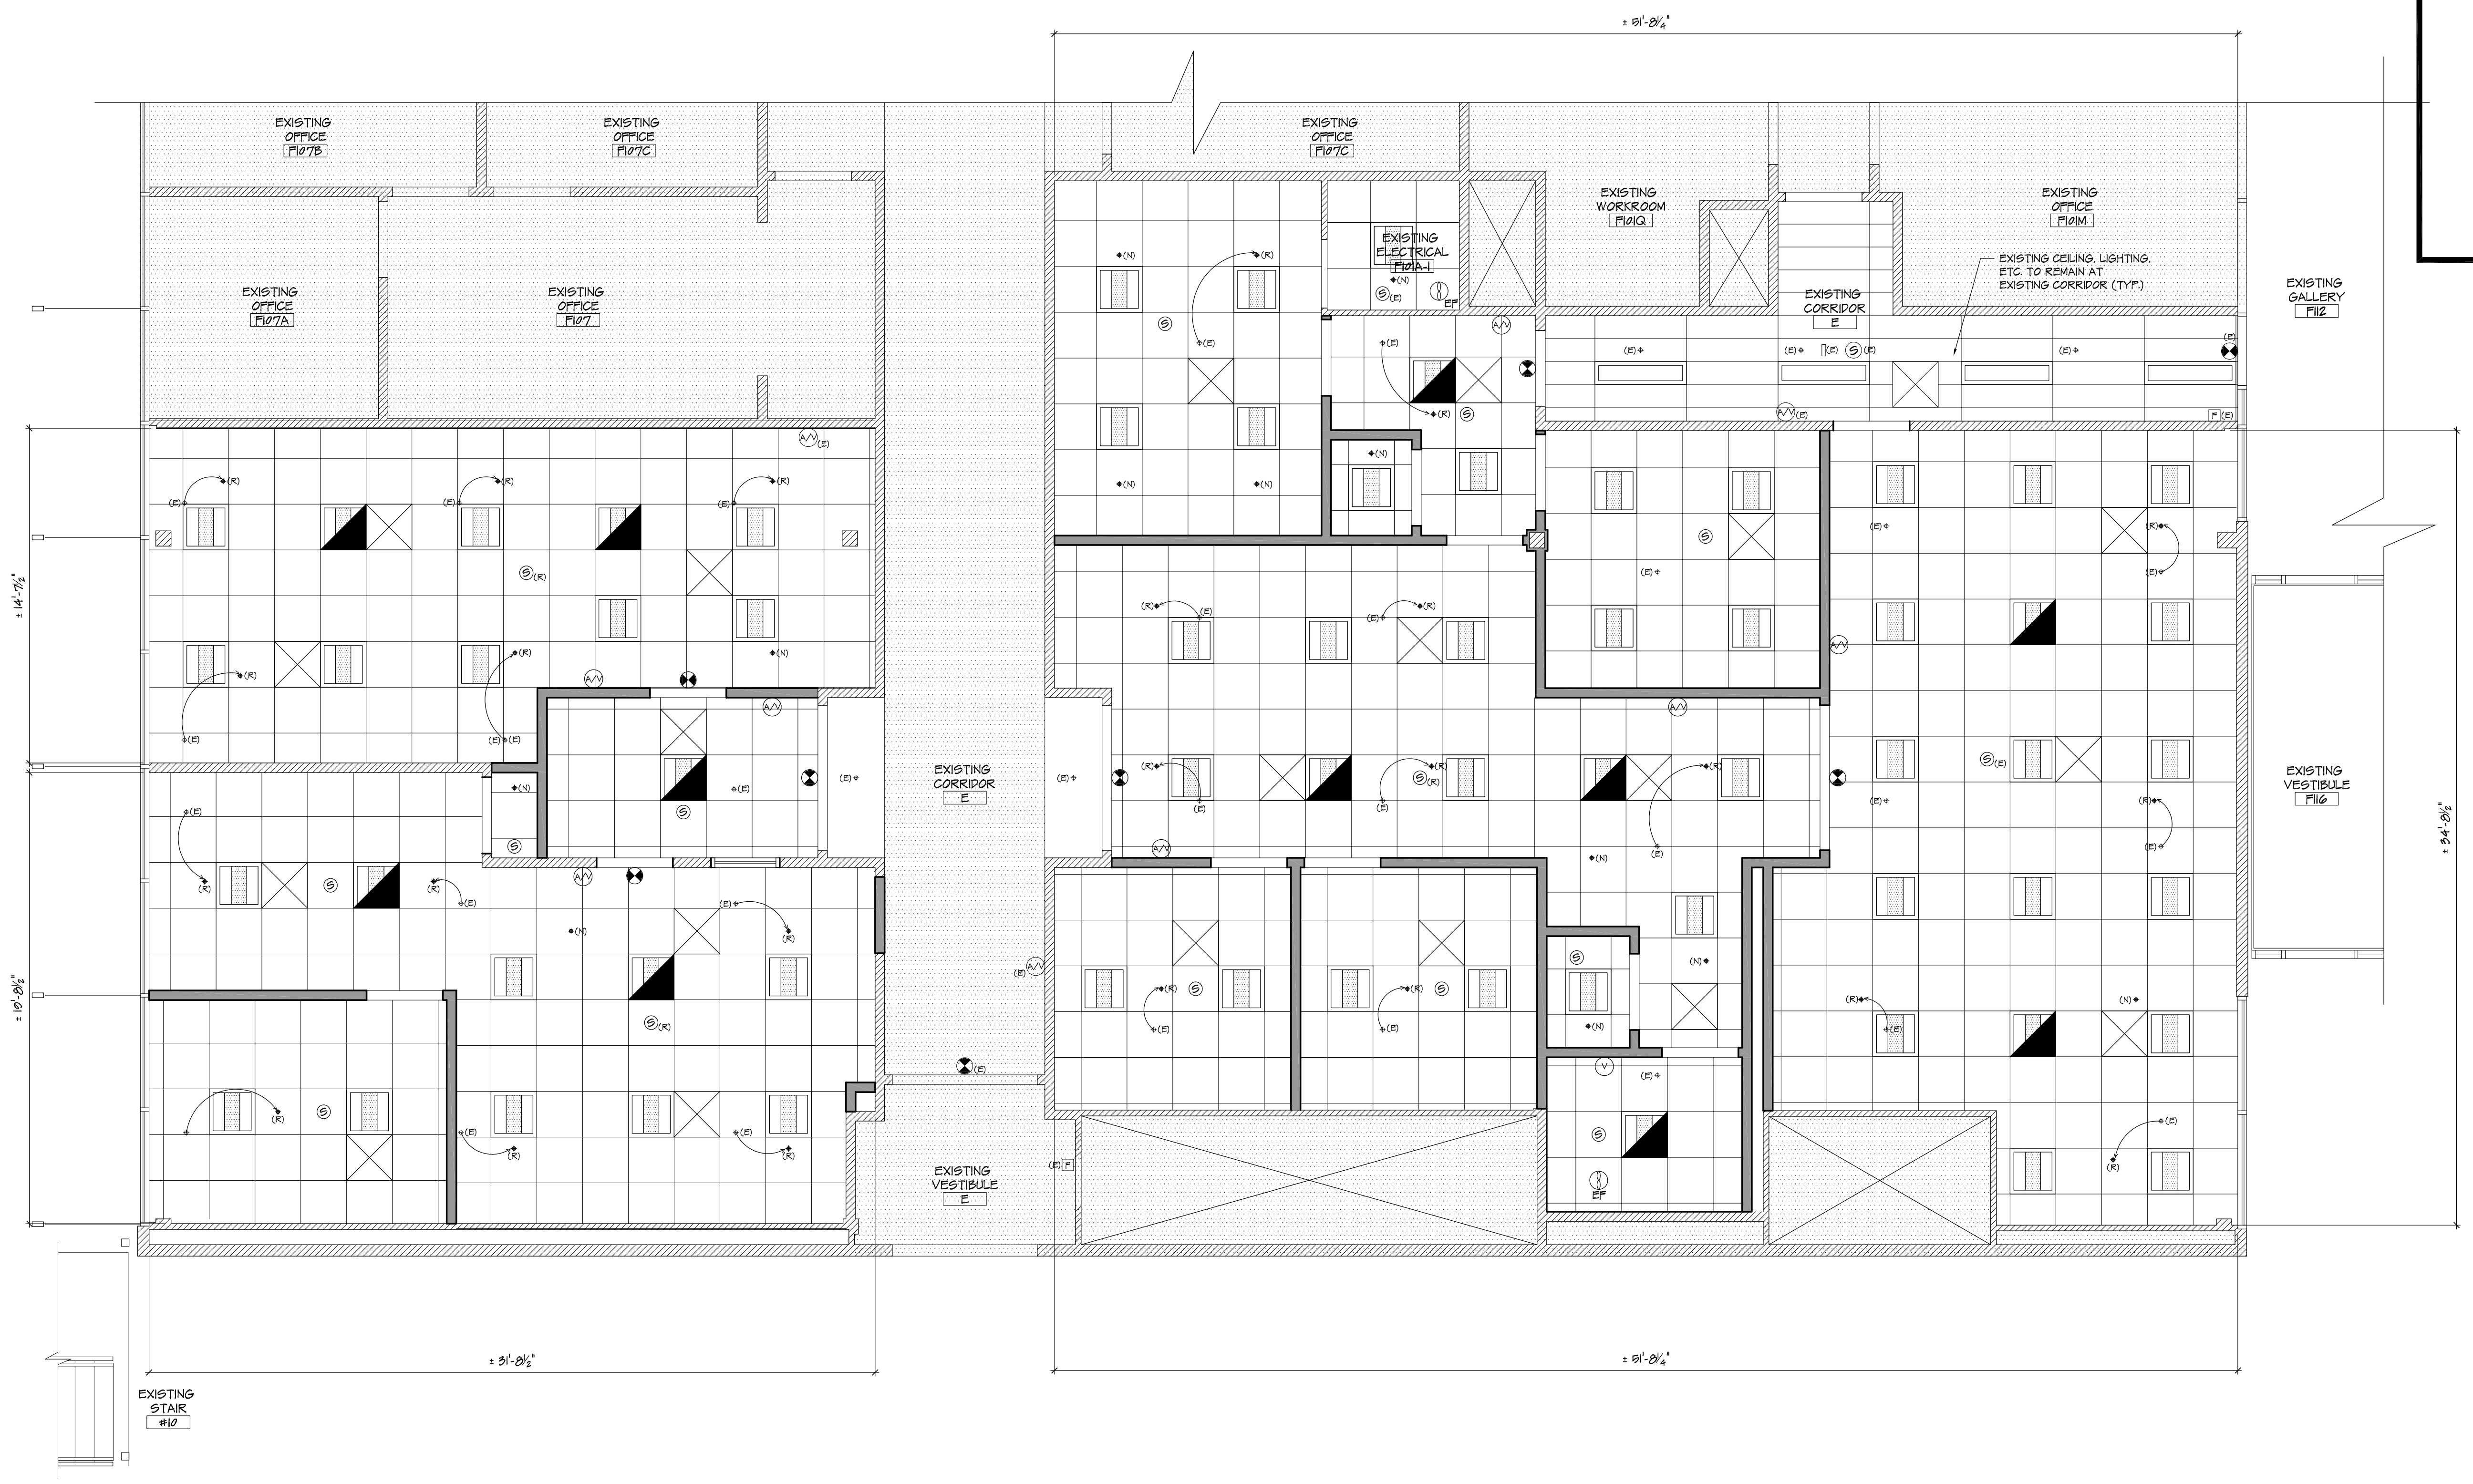 ± 51'-8¼"
EXISTING
OFFICE
F107B
EXISTING
OFFICE
F107C
EXISTING
OFFICE
F107C
EXISTING
WORKROOM
F101Q
EXISTING
OFFICE
F101M
EXISTING
OFFICE
F107A
EXISTING
OFFICE
F107
EXISTING
ELECTRICAL
F101A-1
EXISTING
CORRIDOR
E
EXISTING CEILING, LIGHTING,
ETC. TO REMAIN AT
EXISTING CORRIDOR (TYP.)
EXISTING
GALLERY
F112
(N)
(R)
(N)
S
(E)
EF
S
(E)
(E)
A/V
(E)
(E)
(E)
S
(E)
(E)
(E)
(R)
S
A/V
(E)
F
(E)
A/V
(E)
(N)
(N)
(N)
(E)
(R)
(E)
(R)
(E)
(R)
± 14'-7½"
S
(R)
S
(E)
(E)
(R)
(E)
(R)
(E)
(E)
(R)
A/V
(R)
(R)
(N)
A/V
A/V
A/V
(E)
(E)
(E)
EXISTING
CORRIDOR
E
(E)
(E)
(R)
(E)
(R)
S
(R)
(R)
(E)
S
(E)
EXISTING
VESTIBULE
F116
(N)
S
(E)
S
(E)
(R)
(E)
± 34'-8½"
(E)
(R)
S
(R)
(E)
A/V
(E)
(R)
(N)
A/V
(N)
(E)
A/V
(R)
S
(R)
S
S
(N)
(N)
(R)
(E)
(N)
± 19'-8½"
S
(R)
(E)
(E)
(E)
(E)
V
(E)
S
(R)
(E)
(R)
(E)
(R)
S
(E)
(R)
EXISTING
VESTIBULE
E
(E)
F
EF
± 31'-8½"
± 51'-8¼"
EXISTING
STAIR
#10